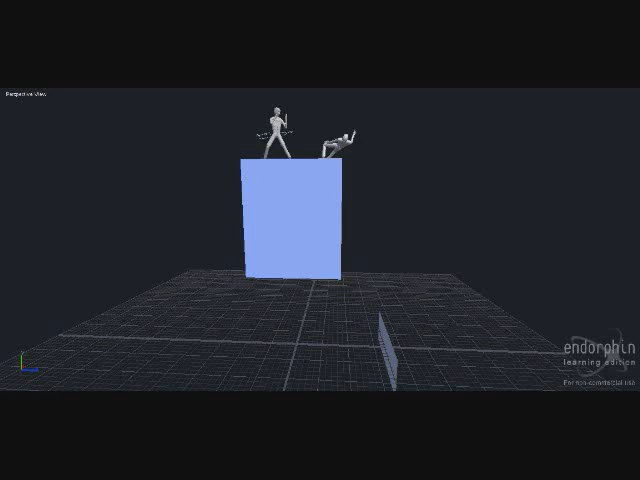 Perspective View
endorphin
learning edition
For non-commercial use